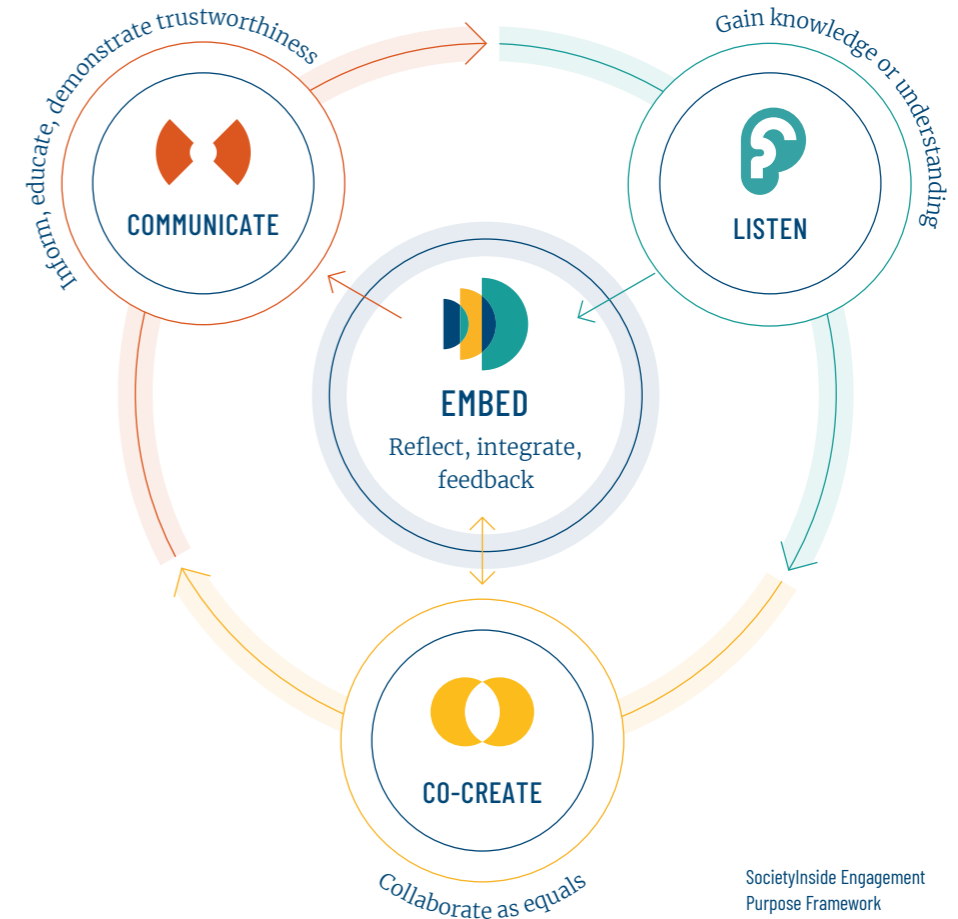 Inform, educate, demonstrate trustworthiness
COMMUNICATE
Gain knowledge or understanding
LISTEN
EMBED
Reflect, integrate,
feedback
CO-CREATE
Collaborate as equals
SocietyInside Engagement
Purpose Framework